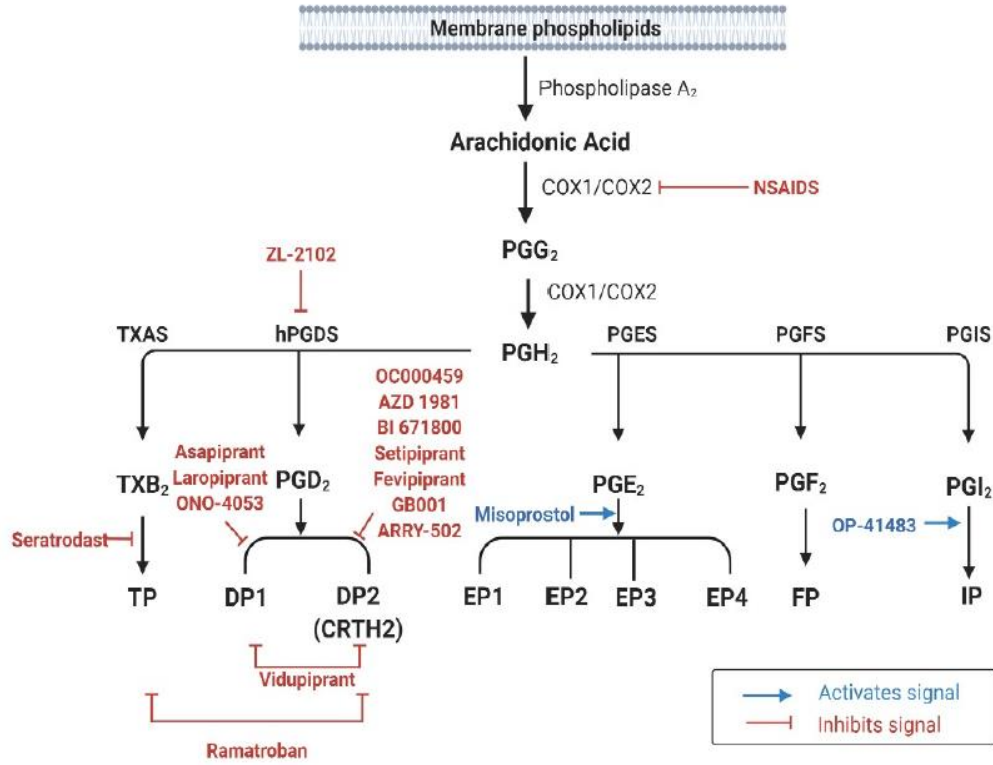 Membrane phospholipids
Phospholipase A₂
Arachidonic Acid
COX1/COX2
NSAIDS
PGG₂
ZL-2102
COX1/COX2
TXAS
hPGDS
PGH₂
PGES
PGFS
PGIS
OC000459
AZD 1981
BI 671800
Setipiprant
Fevipiprant
GB001
ARRY-502
Asapiprant
Laropiprant
ONO-4053
TXB₂
PGD₂
PGE₂
PGF₂
PGI₂
Misoprostol
OP-41483
Seratrodast
TP
DP1
DP2
(CRTH2)
EP1
EP2
EP3
EP4
FP
IP
Vidupiprant
Ramatroban
Activates signal
Inhibits signal